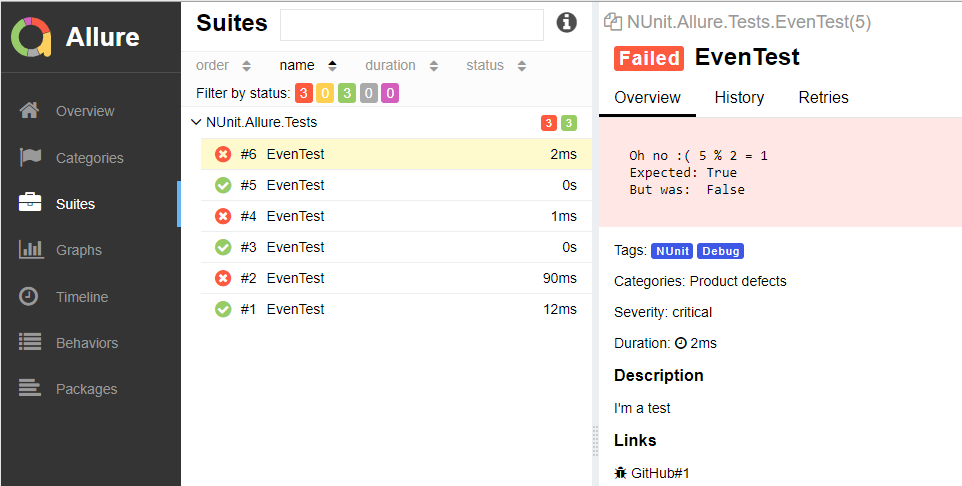 Allure
Overview
Categories
Suites
Graphs
Timeline
Behaviors
Packages
Suites
order name duration status
Filter by status: 3 0 3 0 0
NUnit.Allure.Tests 3 3
#6 EvenTest 2ms
#5 EvenTest 0s
#4 EvenTest 1ms
#3 EvenTest 0s
#2 EvenTest 90ms
#1 EvenTest 12ms
NUnit.Allure.Tests.EvenTest(5)
Failed EvenTest
Overview History Retries
Oh no :( 5 % 2 = 1
Expected: True
But was:  False
Tags: NUnit Debug
Categories: Product defects
Severity: critical
Duration: 2ms
Description
I'm a test
Links
GitHub#1